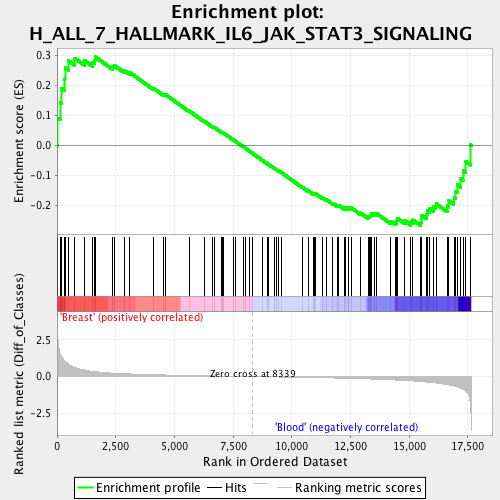 Enrichment plot:
H_ALL_7_HALLMARK_IL6_JAK_STAT3_SIGNALING
Enrichment score (ES)
0.3
0.2
0.1
0.0
-0.1
-0.2
'Breast' (positively correlated)
Ranked list metric (Diff_of_Classes)
2.5
0.0
-2.5
Zero cross at 8339
'Blood' (negatively correlated)
0 2,500 5,000 7,500 10,000 12,500 15,000 17,500
Rank in Ordered Dataset
Enrichment profile Hits Ranking metric scores